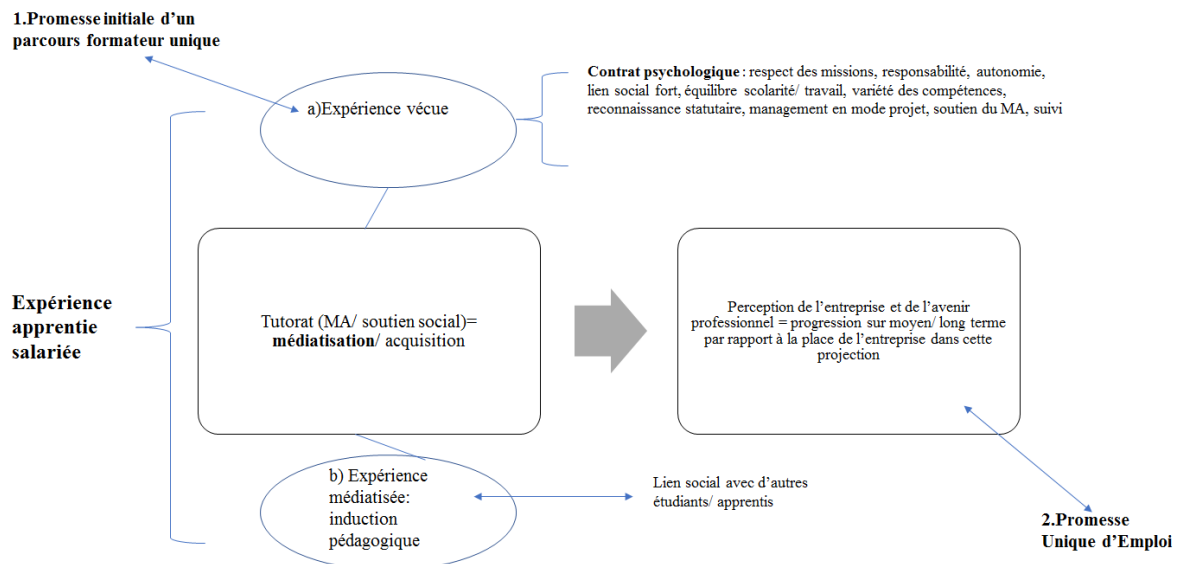 1.Promesse initiale d’un
parcours formateur unique
Contrat psychologique : respect des missions, responsabilité, autonomie,
lien social fort, équilibre scolarité/ travail, variété des compétences,
reconnaissance statutaire, management en mode projet, soutien du MA, suivi
a)Expérience vécue
Expérience
apprentie
salariée
Tutorat (MA/ soutien social)=
médiatisation/ acquisition
Perception de l’entreprise et de l’avenir
professionnel = progression sur moyen/ long terme
par rapport à la place de l’entreprise dans cette
projection
b) Expérience
médiatisée:
induction
pédagogique
Lien social avec d’autres
étudiants/ apprentis
2.Promesse
Unique d’Emploi